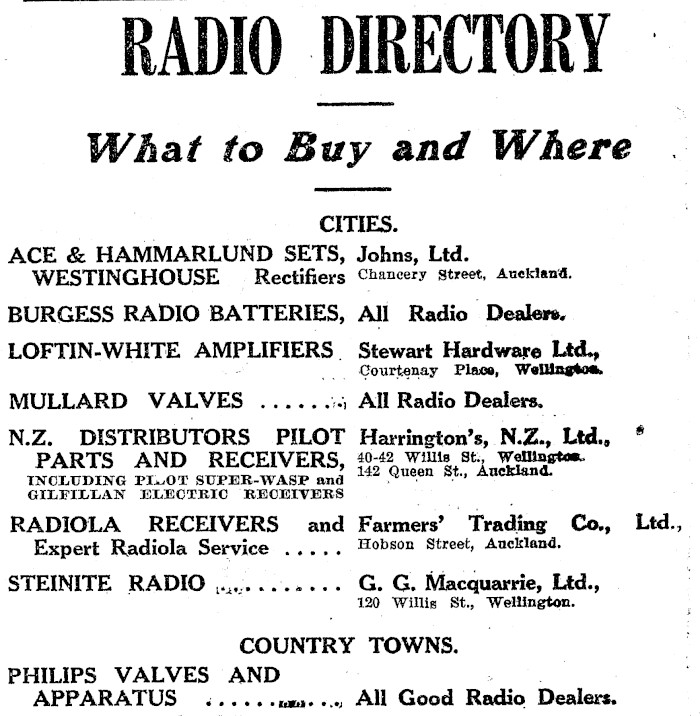 RADIO DIRECTORY
What to Buy and Where
CITIES.
ACE & HAMMARLUND SETS, Johns, Ltd.
WESTINGHOUSE Rectifiers Chancery Street, Auckland.
BURGESS RADIO BATTERIES, All Radio Dealers.
LOFTIN-WHITE AMPLIFIERS Stewart Hardware Ltd.,
Courtenay Place, Wellington.
MULLARD VALVES ....... All Radio Dealers.
N.Z. DISTRIBUTORS PILOT Harrington's, N.Z., Ltd.,
PARTS AND RECEIVERS, 40-42 Willis St., Wellington.
142 Queen St., Auckland.
INCLUDING PILOT SUPER-WASP and
GILFILLAN ELECTRIC RECEIVERS
RADIOLA RECEIVERS and Farmers' Trading Co., Ltd.,
Expert Radiola Service ..... Hobson Street, Auckland.
STEINITE RADIO ........... G. G. Macquarrie, Ltd.,
120 Willis St., Wellington.
COUNTRY TOWNS.
PHILIPS VALVES AND
APPARATUS ............ All Good Radio Dealers.